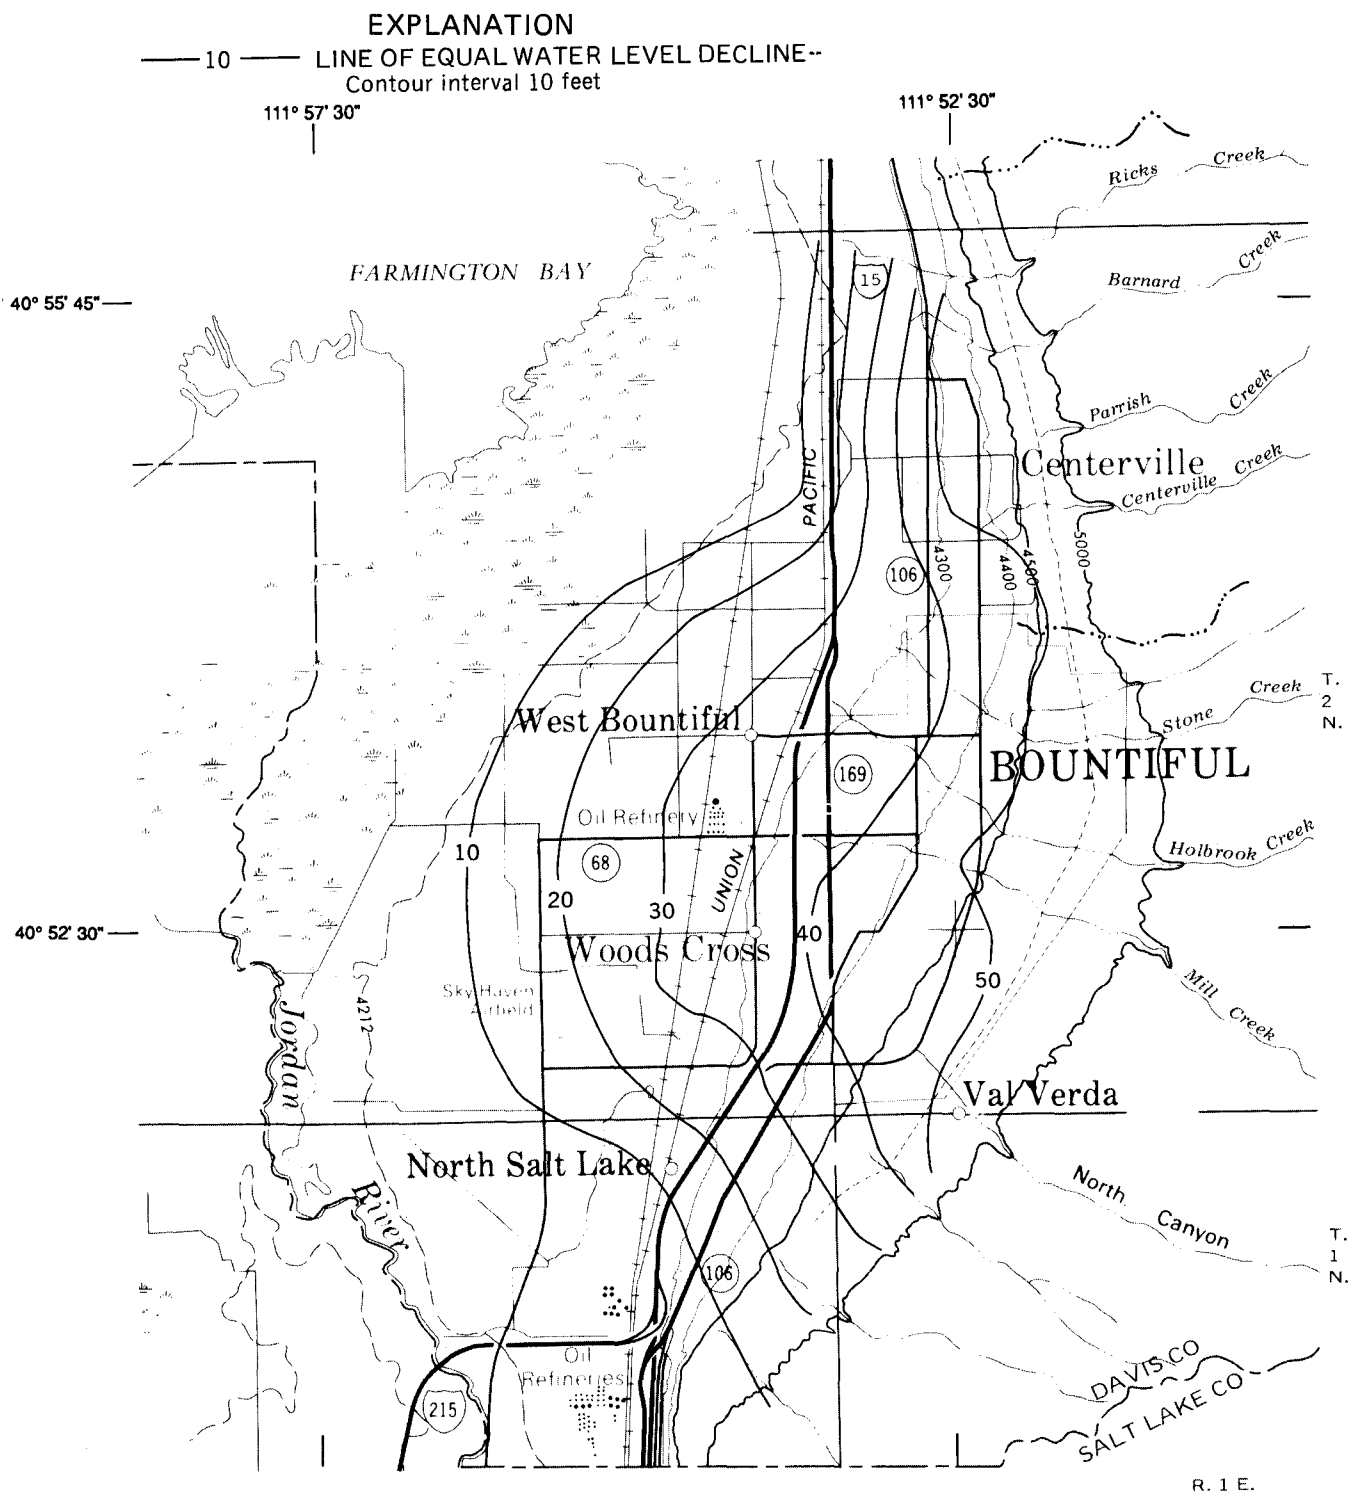 EXPLANATION
10 LINE OF EQUAL WATER LEVEL DECLINE--
Contour interval 10 feet
111° 57' 30"
111° 52' 30"
Ricks Creek
FARMINGTON BAY
Barnard Creek
15
40° 55' 45"
Parrish Creek
PACIFIC
Centerville
Centerville Creek
106
4300
4400
4500
5000
T.
2
N.
Stone Creek
West Bountiful
BOUNTIFUL
169
Oil Refinery
Holbrook Creek
10
68
UNION
20
30
40° 52' 30"
40
Woods Cross
50
Mill Creek
Sky Haven
Airfield
4212
Jordan River
Val Verda
North Salt Lake
North Canyon
T.
1
N.
106
Oil
Refineries
215
DAVIS CO
SALT LAKE CO
R. 1 E.